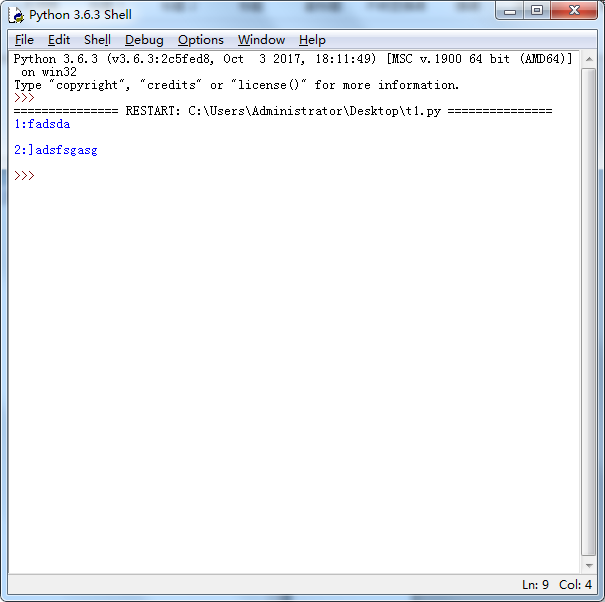 Python 3.6.3 Shell
File Edit Shell Debug Options Window Help
Python 3.6.3 (v3.6.3:2c5fed8, Oct  3 2017, 18:11:49) [MSC v.1900 64 bit (AMD64)]
 on win32
Type "copyright", "credits" or "license()" for more information.
>>>
=============== RESTART: C:\Users\Administrator\Desktop\t1.py ===============
1:fadsda
2:]adsfsgasg
>>>
Ln: 9 Col: 4